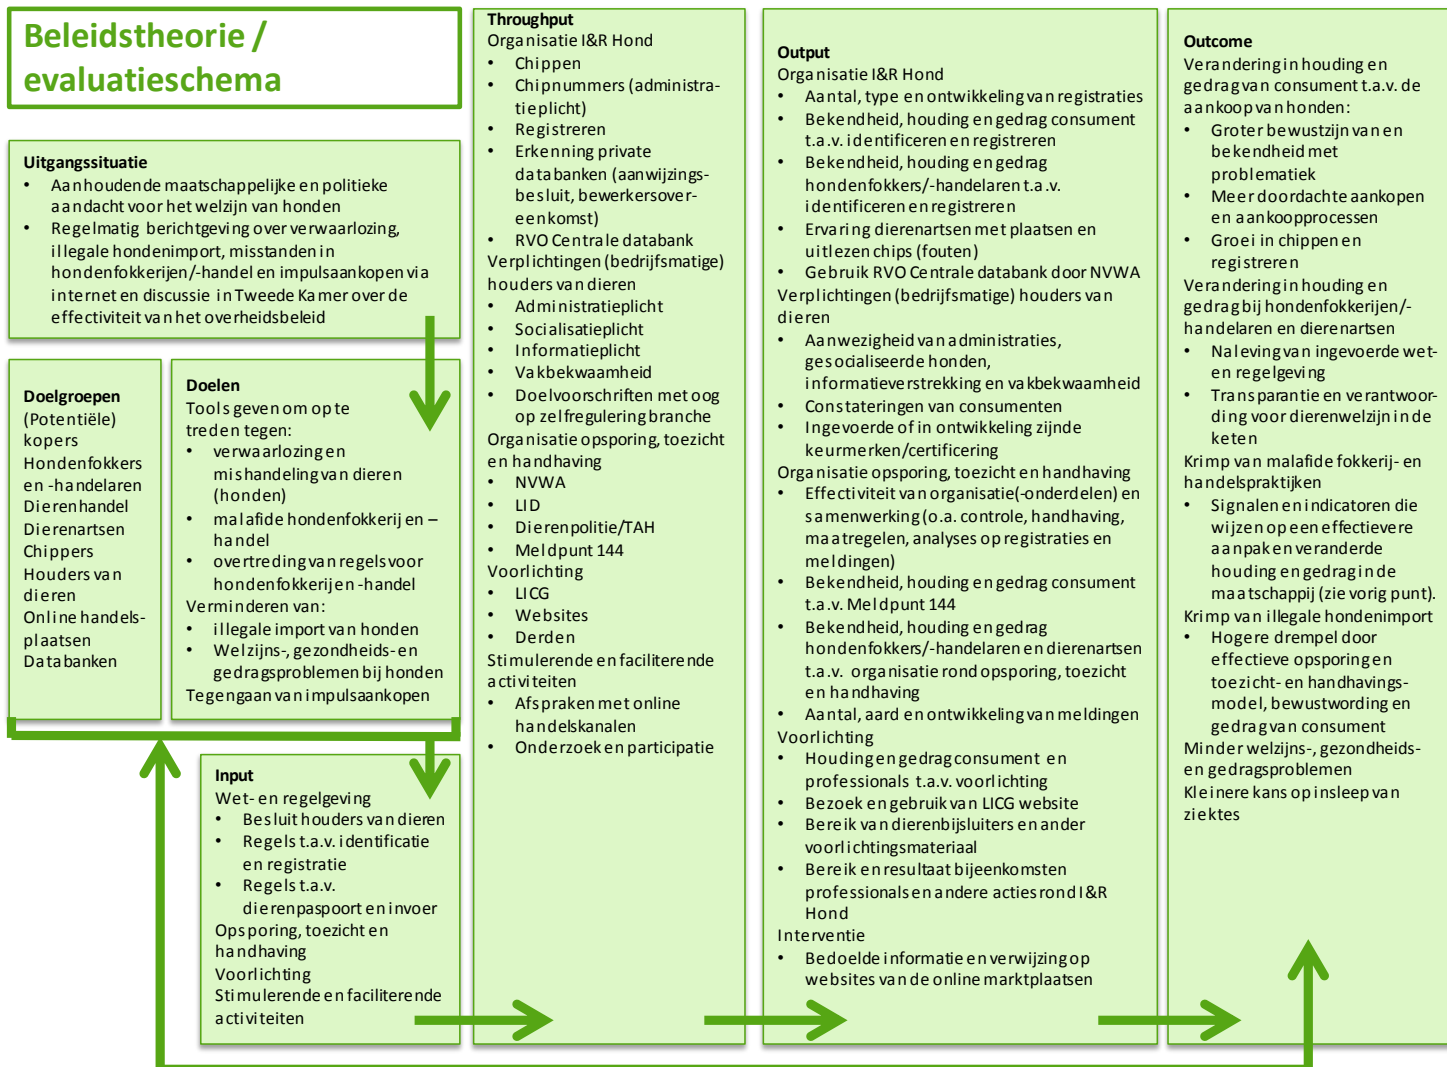 Beleidstheorie /
evaluatieschema
Uitgangssituatie
• Aanhoudende maatschappelijke en politieke
aandacht voor het welzijn van honden
• Regelmatig berichtgeving over verwaarlozing,
illegale hondenimport, misstanden in
hondenfokkerijen/-handel en impulsaankopen via
internet en discussie in Tweede Kamer over de
effectiviteit van het overheidsbeleid
Doelgroepen
(Potentiële)
kopers
Hondenfokkers
en -handelaren
Dierenhandel
Dierenartsen
Chippers
Houders van
dieren
Online handels-
plaatsen
Databanken
Doelen
Tools geven om op te
treden tegen:
• verwaarlozing en
mishandeling van dieren
(honden)
• malafide hondenfokkerij en –
handel
• overtreding van regels voor
hondenfokkerij en -handel
Verminderen van:
• illegale import van honden
• Welzijns-, gezondheids- en
gedragsproblemen bij honden
Tegengaan van impulsaankopen
Input
Wet- en regelgeving
• Besluit houders van dieren
• Regels t.a.v. identificatie
en registratie
• Regels t.a.v.
dierenpaspoort en invoer
Opsporing, toezicht en
handhaving
Voorlichting
Stimulerende en faciliterende
activiteiten
Throughput
Organisatie I&R Hond
• Chippen
• Chipnummers (administra-
tieplicht)
• Registreren
• Erkenning private
databanken (aanwijzings-
besluit, bewerkersover-
eenkomst)
• RVO Centrale databank
Verplichtingen (bedrijfsmatige)
houders van dieren
• Administratieplicht
• Socialisatieplicht
• Informatieplicht
• Vakbekwaamheid
• Doelvoorschriften met oog
op zelfregulering branche
Organisatie opsporing, toezicht
en handhaving
• NVWA
• LID
• Dierenpolitie/TAH
• Meldpunt 144
Voorlichting
• LICG
• Websites
• Derden
Stimulerende en faciliterende
activiteiten
• Afspraken met online
handelskanalen
• Onderzoek en participatie
Output
Organisatie I&R Hond
• Aantal, type en ontwikkeling van registraties
• Bekendheid, houding en gedrag consument
t.a.v. identificeren en registreren
• Bekendheid, houding en gedrag
hondenfokkers/-handelaren t.a.v.
identificeren en registreren
• Ervaring dierenartsen met plaatsen en
uitlezen chips (fouten)
• Gebruik RVO Centrale databank door NVWA
Verplichtingen (bedrijfsmatige) houders van
dieren
• Aanwezigheid van administraties,
gesocialiseerde honden,
informatieverstrekking en vakbekwaamheid
• Constateringen van consumenten
• Ingevoerde of in ontwikkeling zijnde
keurmerken/certificering
Organisatie opsporing, toezicht en handhaving
• Effectiviteit van organisatie(-onderdelen) en
samenwerking (o.a. controle, handhaving,
maatregelen, analyses op registraties en
meldingen)
• Bekendheid, houding en gedrag consument
t.a.v. Meldpunt 144
• Bekendheid, houding en gedrag
hondenfokkers/-handelaren en dierenartsen
t.a.v. organisatie rond opsporing, toezicht
en handhaving
• Aantal, aard en ontwikkeling van meldingen
Voorlichting
• Houding en gedrag consument en
professionals t.a.v. voorlichting
• Bezoek en gebruik van LICG website
• Bereik van dierenbijsluiters en ander
voorlichtingsmateriaal
• Bereik en resultaat bijeenkomsten
professionals en andere acties rond I&R
Hond
Interventie
• Bedoelde informatie en verwijzing op
websites van de online marktplaatsen
Outcome
Verandering in houding en
gedrag van consument t.a.v. de
aankoop van honden:
• Groter bewustzijn van en
bekendheid met
problematiek
• Meer doordachte aankopen
en aankoopprocessen
• Groei in chippen en
registreren
Verandering in houding en
gedrag bij hondenfokkerijen/-
handelaren en dierenartsen
• Naleving van ingevoerde wet-
en regelgeving
• Transparantie en verantwoor-
ding voor dierenwelzijn in de
keten
Krimp van malafide fokkerij- en
handelspraktijken
• Signalen en indicatoren die
wijzen op een effectievere
aanpak en veranderde
houding en gedrag in de
maatschappij (zie vorig punt).
Krimp van illegale hondenimport
• Hogere drempel door
effectieve opsporing en
toezicht- en handhavings-
model, bewustwording en
gedrag van consument
Minder welzijns-, gezondheids-
en gedragsproblemen
Kleinere kans op insleep van
ziektes